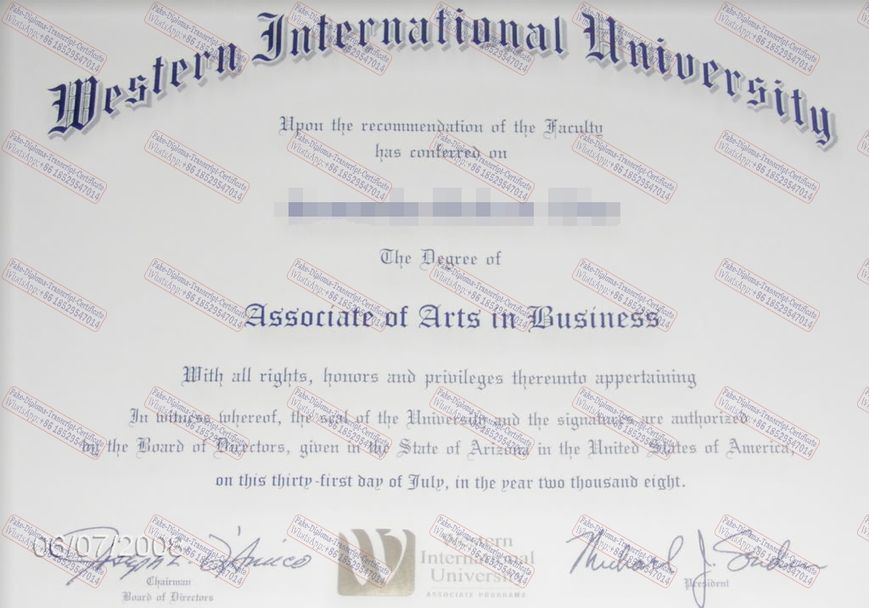 Western International University
Upon the recommendation of the Faculty
has conferred on
The Degree of
Associate of Arts in Business
With all rights, honors and privileges thereunto appertaining
In witness whereof, the seal of the University and the signatures are authorized
by the Board of Directors, given in the State of Arizona in the United States of America,
on this thirty-first day of July, in the year two thousand eight.
06/07/2008
Chairman
Board of Directors
Western
International
University
ASSOCIATE PROGRAMS
Michael J.
President
Fake-Diploma-Transcript-Certificate
WhatsApp:+86 18529547014